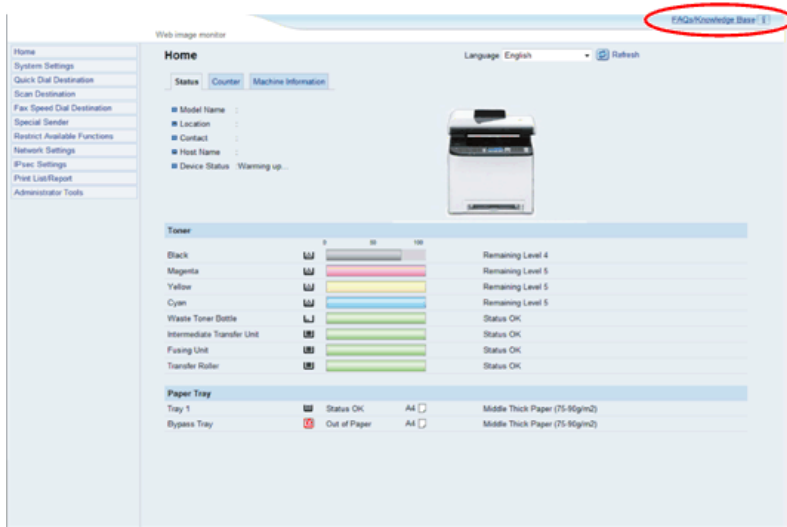 FAQs/Knowledge Base
Web image monitor
Home
System Settings
Quick Dial Destination
Scan Destination
Fax Speed Dial Destination
Special Sender
Restrict Available Functions
Network Settings
IPsec Settings
Print List/Report
Administrator Tools
Home
Language English Refresh
Status Counter Machine Information
Model Name :
Location :
Contact :
Host Name :
Device Status :Warming up...
Toner
0 50 100
Black Remaining Level 4
Magenta Remaining Level 5
Yellow Remaining Level 5
Cyan Remaining Level 5
Waste Toner Bottle Status OK
Intermediate Transfer Unit Status OK
Fusing Unit Status OK
Transfer Roller Status OK
Paper Tray
Tray 1 Status OK A4 Middle Thick Paper (75-90g/m2)
Bypass Tray Out of Paper A4 Middle Thick Paper (75-90g/m2)